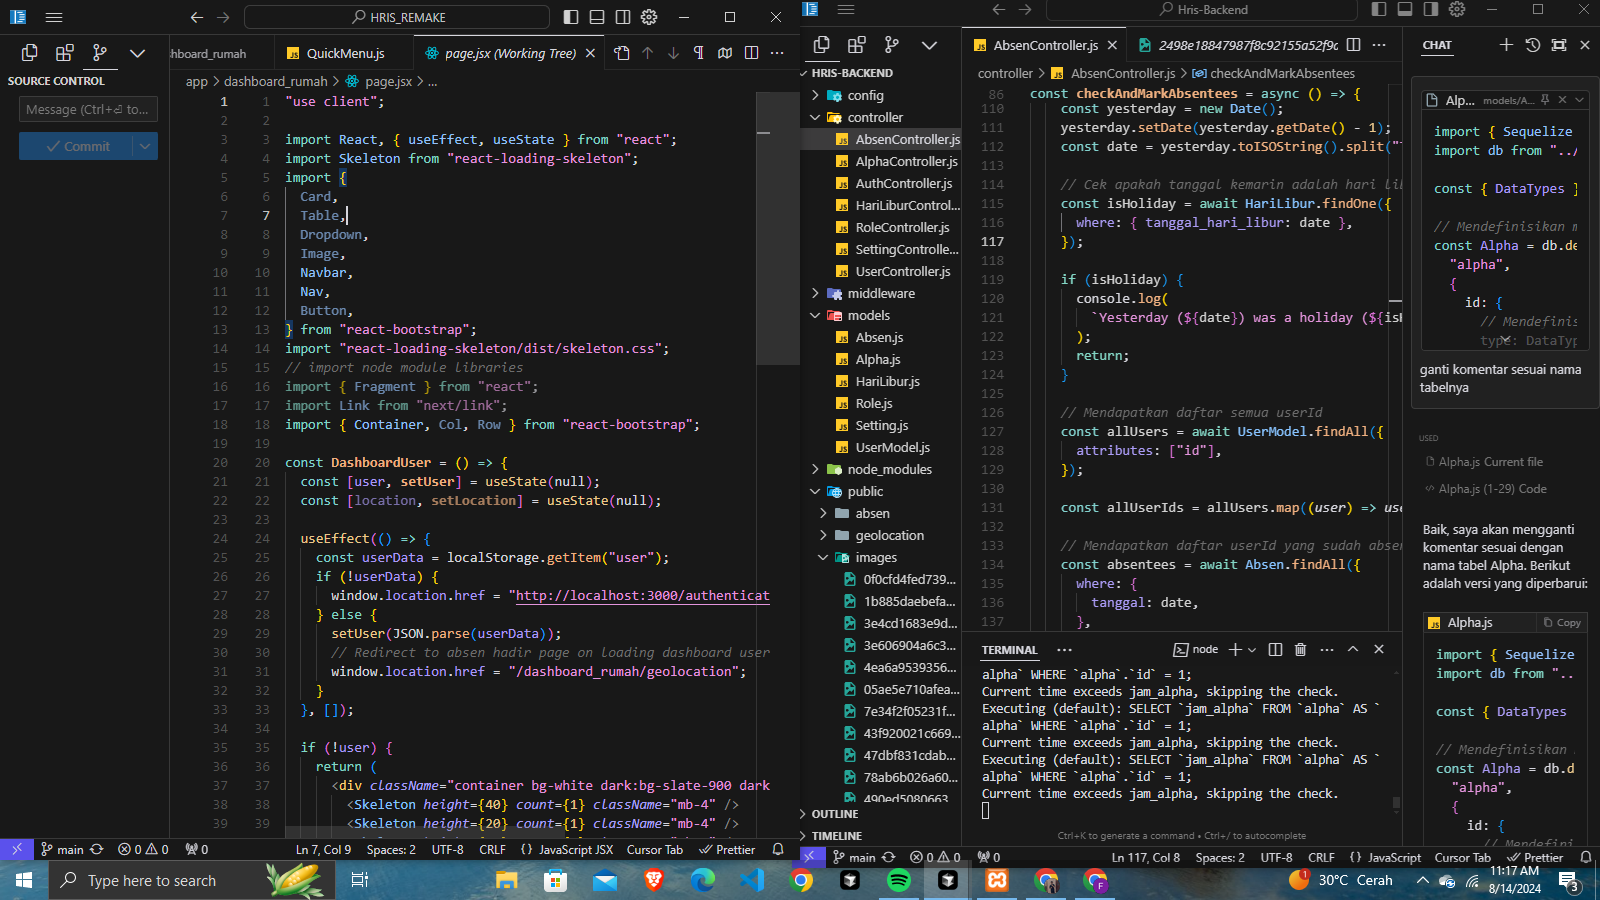 HRIS_REMAKE
shboard_rumah
QuickMenu.js
page.jsx (Working Tree)
SOURCE CONTROL
Message (Ctrl+⏎ to...
Commit
app > dashboard_rumah > page.jsx > ...
1 1 "use client";
2 2
3 3 import React, { useEffect, useState } from "react";
4 4 import Skeleton from "react-loading-skeleton";
5 5 import {
6 6 Card,
7 7 Table,
8 8 Dropdown,
9 9 Image,
10 10 Navbar,
11 11 Nav,
12 12 Button,
13 13 } from "react-bootstrap";
14 14 import "react-loading-skeleton/dist/skeleton.css";
15 15 // import node module libraries
16 16 import { Fragment } from "react";
17 17 import Link from "next/link";
18 18 import { Container, Col, Row } from "react-bootstrap";
19 19
20 20 const DashboardUser = () => {
21 21 const [user, setUser] = useState(null);
22 22 const [location, setLocation] = useState(null);
23 23
24 24 useEffect(() => {
25 25 const userData = localStorage.getItem("user");
26 26 if (!userData) {
27 27 window.location.href = "http://localhost:3000/authenticat
28 28 } else {
29 29 setUser(JSON.parse(userData));
30 30 // Redirect to absen hadir page on loading dashboard user
31 31 window.location.href = "/dashboard_rumah/geolocation";
32 32 }
33 33 }, []);
34 34
35 35 if (!user) {
36 36 return (
37 37 <div className="container bg-white dark:bg-slate-900 dark
38 38 <Skeleton height={40} count={1} className="mb-4" />
39 39 <Skeleton height={20} count={1} className="mb-4" />
main
0 0
0
Ln 7, Col 9
Spaces: 2
UTF-8
CRLF
{} JavaScript JSX
Cursor Tab
Prettier
Hris-Backend
HRIS-BACKEND
config
controller
AbsenController.js
AlphaController.js
AuthController.js
HariLiburControl...
RoleController.js
SettingControlle...
UserController.js
middleware
models
Absen.js
Alpha.js
HariLibur.js
Role.js
Setting.js
UserModel.js
node_modules
public
absen
geolocation
images
0f0cfd4fed739...
1b885daebefa...
3e4cd1683e9d...
3e606904a6c3...
4ea6a9539356...
05ae5e710afea...
7e34f2f05231f...
43f920021c669...
47dbf831cdab...
78ab6b026a60...
490ed5080663
OUTLINE
TIMELINE
AbsenController.js
2498e18847987f8c92155a52f9c
controller > AbsenController.js > checkAndMarkAbsentees
86 const checkAndMarkAbsentees = async () => {
110 const yesterday = new Date();
111 yesterday.setDate(yesterday.getDate() - 1);
112 const date = yesterday.toISOString().split("T
113
114 // Cek apakah tanggal kemarin adalah hari lib
115 const isHoliday = await HariLibur.findOne({
116 where: { tanggal_hari_libur: date },
117 });
118
119 if (isHoliday) {
120 console.log(
121 `Yesterday (${date}) was a holiday (${isH
122 );
123 return;
124 }
125
126 // Mendapatkan daftar semua userId
127 const allUsers = await UserModel.findAll({
128 attributes: ["id"],
129 });
130
131 const allUserIds = allUsers.map((user) => use
132
133 // Mendapatkan daftar userId yang sudah absen
134 const absentees = await Absen.findAll({
135 where: {
136 tanggal: date,
137 },
TERMINAL
node
alpha` WHERE `alpha`.`id` = 1;
Current time exceeds jam_alpha, skipping the check.
Executing (default): SELECT `jam_alpha` FROM `alpha` AS `
alpha` WHERE `alpha`.`id` = 1;
Current time exceeds jam_alpha, skipping the check.
Executing (default): SELECT `jam_alpha` FROM `alpha` AS `
alpha` WHERE `alpha`.`id` = 1;
Current time exceeds jam_alpha, skipping the check.
Ctrl+K to generate a command • Ctrl+/ to autocomplete
CHAT
Alp... models/A...
import { Sequelize
import db from "../
const { DataTypes }
// Mendefinisikan m
const Alpha = db.de
"alpha",
{
id: {
// Mendefinis
type: DataTyp
ganti komentar sesuai nama
tabelnya
USED
Alpha.js Current file
Alpha.js (1-29) Code
Baik, saya akan mengganti
komentar sesuai dengan
nama tabel Alpha. Berikut
adalah versi yang diperbarui:
Alpha.js
Copy
import { Sequelize
import db from "..
const { DataTypes
// Mendefinisikan
const Alpha = db.d
"alpha",
{
id: {
// Mendefini
main
0 0
0
Ln 117, Col 8
Spaces: 2
UTF-8
CRLF
{} JavaScript
Cursor Tab
Prettier
Type here to search
30°C Cerah
11:17 AM
8/14/2024
3